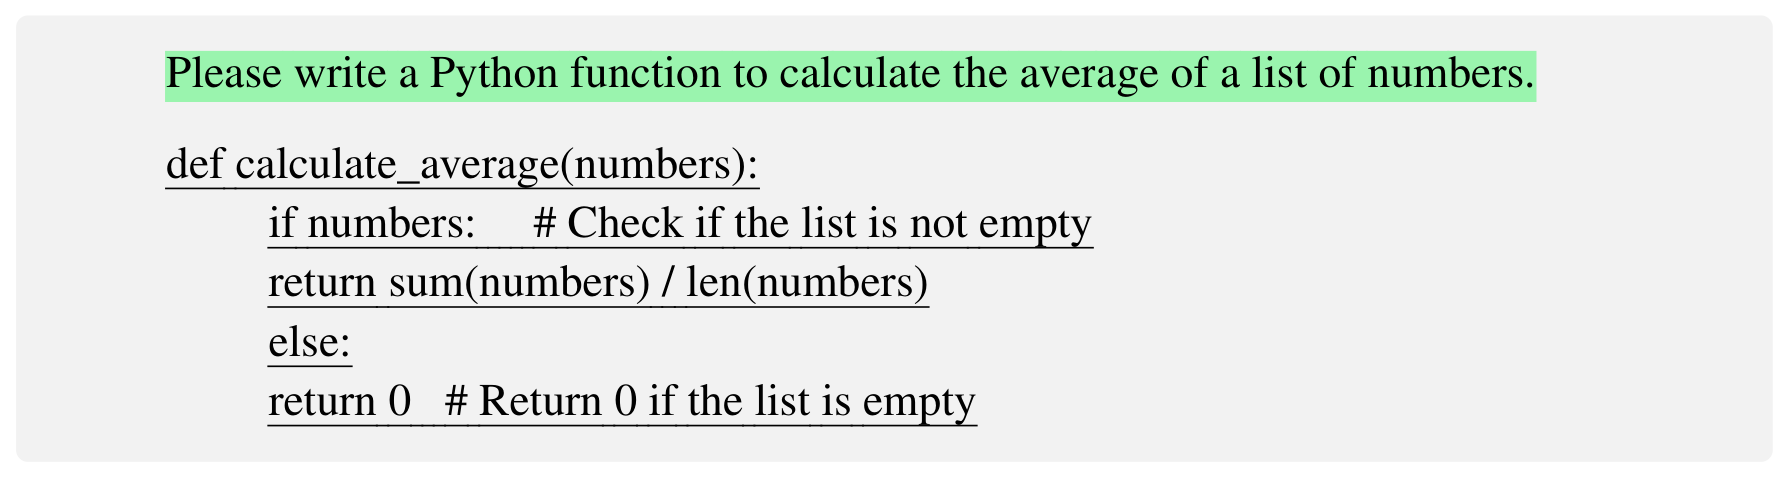 Please write a Python function to calculate the average of a list of numbers.
def calculate_average(numbers):
if numbers: # Check if the list is not empty
return sum(numbers) / len(numbers)
else:
return 0 # Return 0 if the list is empty